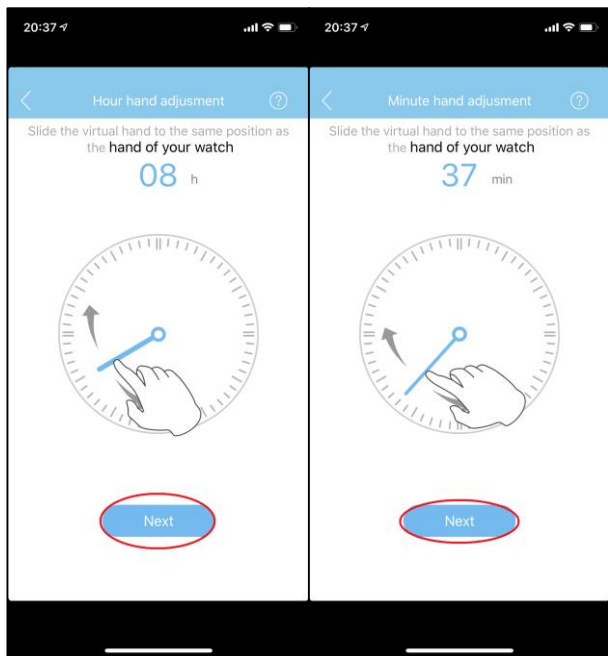 20:37
Hour hand adjusment
?
Slide the virtual hand to the same position as
the hand of your watch
08 h
Next
20:37
Minute hand adjusment
?
Slide the virtual hand to the same position as
the hand of your watch
37 min
Next